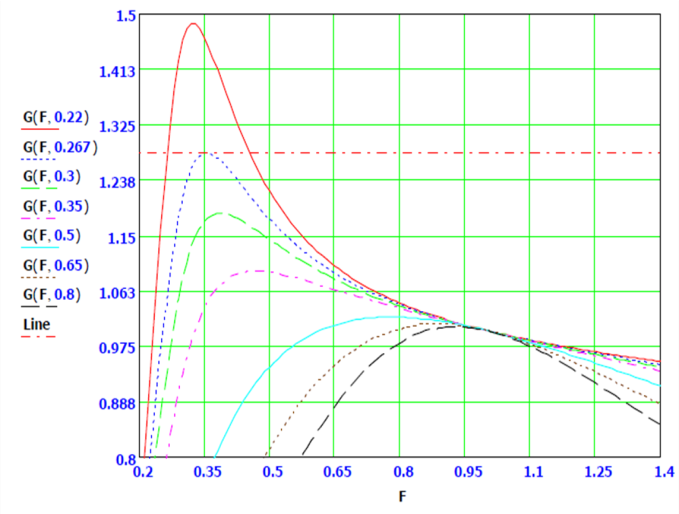 1.5
1.413
1.325
1.238
1.15
1.063
0.975
0.888
0.8
G(F, 0.22)
G(F, 0.267)
G(F, 0.3)
G(F, 0.35)
G(F, 0.5)
G(F, 0.65)
G(F, 0.8)
Line
0.2 0.35 0.5 0.65 0.8 0.95 1.1 1.25 1.4
F